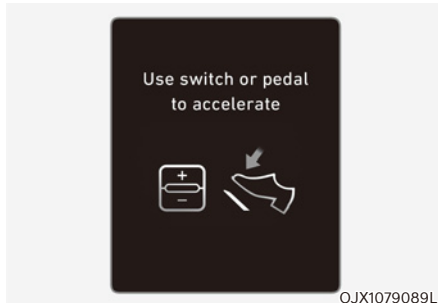 Use switch or pedal
to accelerate
+
−
OJX1079089L